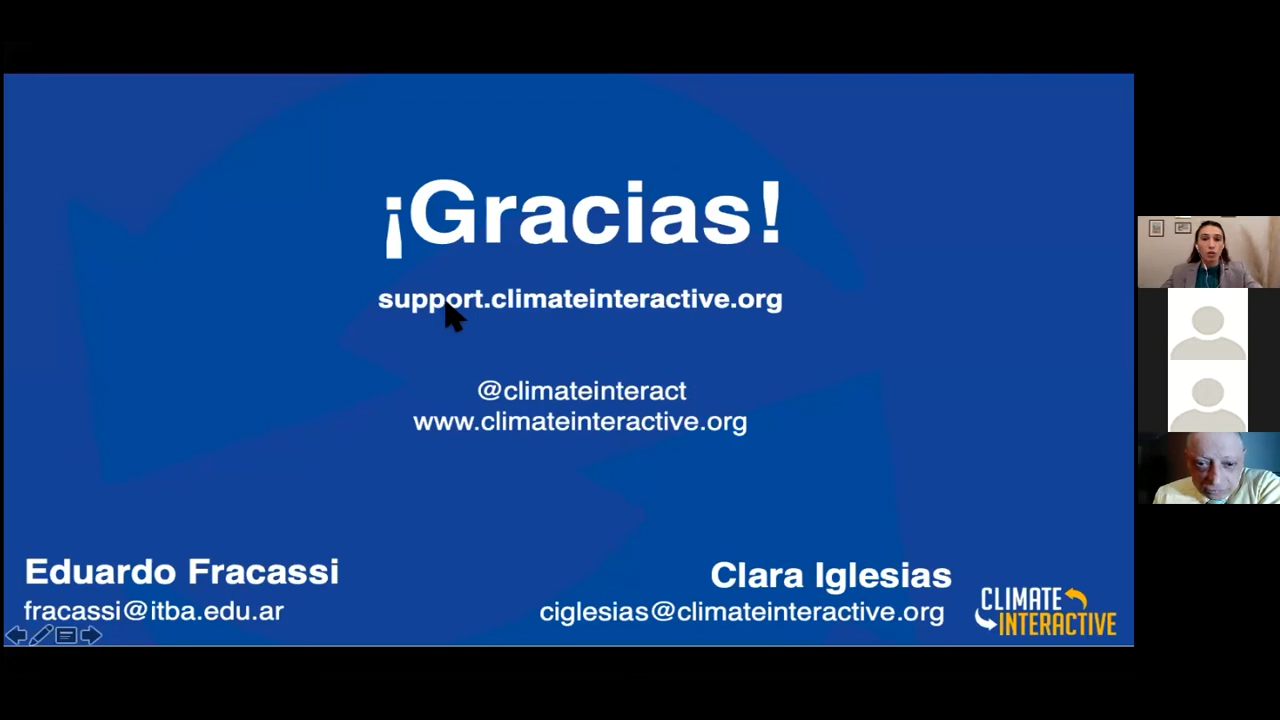 ¡Gracias!
support.climateinteractive.org
@climateinteract
www.climateinteractive.org
Eduardo Fracassi
fracassi@itba.edu.ar
Clara Iglesias
ciglesias@climateinteractive.org
CLIMATE
INTERACTIVE